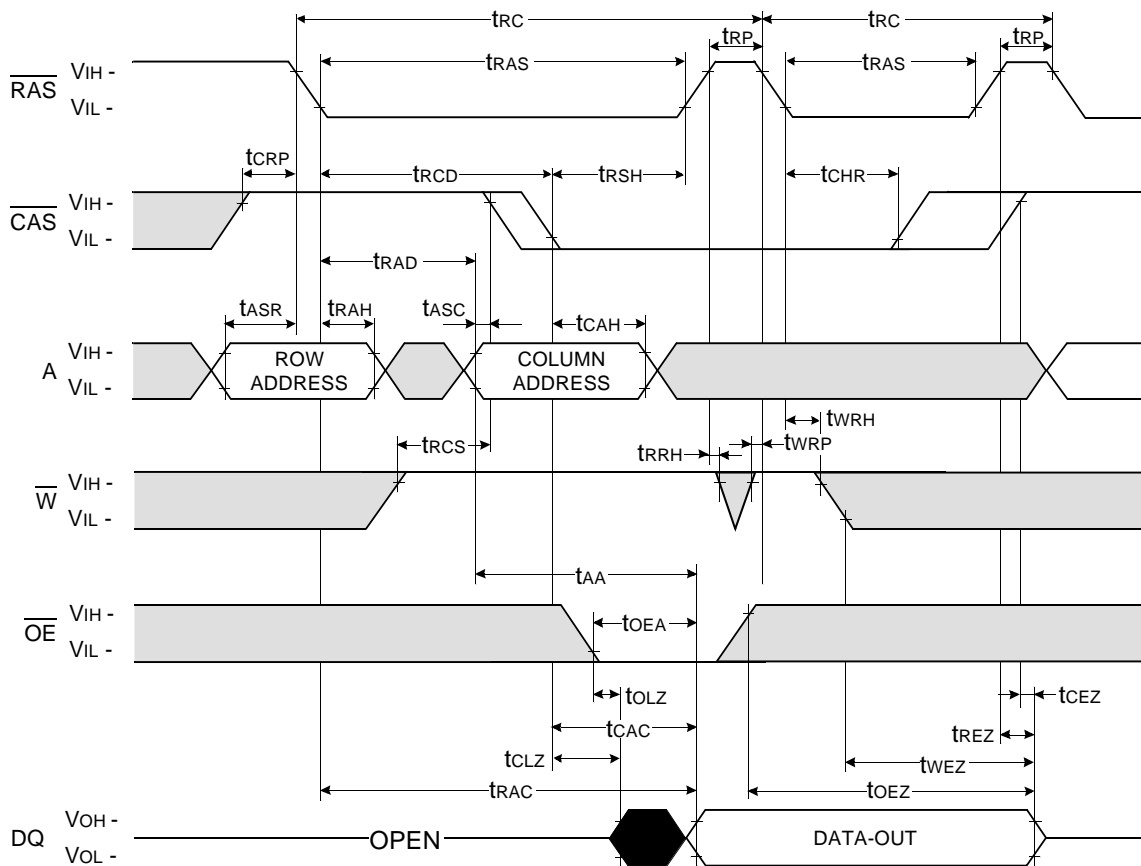 tRC tRC
tRP tRP
tRAS tRAS
RAS VIH -
VIL -
tCRP tRCD tRSH tCHR
CAS VIH -
VIL -
tRAD
tASR tRAH tASC tCAH
A VIH -
VIL -
ROW ADDRESS
COLUMN ADDRESS
tWRH
tRCS tRRH tWRP
W VIH -
VIL -
tAA
OE VIH -
VIL -
tOEA
tOLZ tCEZ
tCAC tREZ
tCLZ tWEZ
tRAC tOEZ
DQ VOH -
VOL -
OPEN DATA-OUT